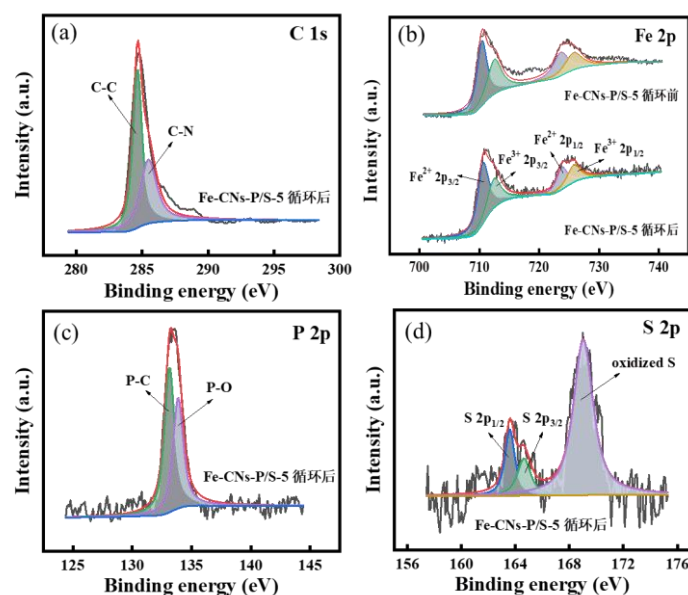 (a)
C 1s
C-C
C-N
Fe-CNs-P/S-5 循环后
Intensity (a.u.)
280 285 290 295 300
Binding energy (eV)
(b)
Fe 2p
Fe-CNs-P/S-5 循环前
Fe²⁺ 2p₃/₂
Fe³⁺ 2p₃/₂
Fe²⁺ 2p₁/₂
Fe³⁺ 2p₁/₂
Fe-CNs-P/S-5 循环后
Intensity (a.u.)
700 710 720 730 740
Binding energy (eV)
(c)
P 2p
P-C
P-O
Fe-CNs-P/S-5 循环后
Intensity (a.u.)
125 130 135 140 145
Binding energy (eV)
(d)
S 2p
oxidized S
S 2p₁/₂
S 2p₃/₂
Fe-CNs-P/S-5 循环后
Intensity (a.u.)
156 160 164 168 172 176
Binding energy (eV)